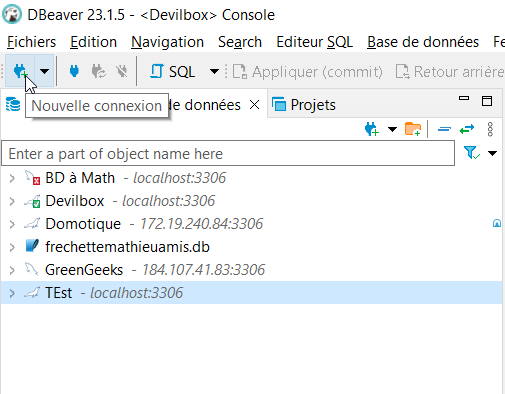 DBeaver 23.1.5 - <Devilbox> Console
Fichiers Edition Navigation Search Editeur SQL Base de données Fe
SQL Appliquer (commit) Retour arrière
Nouvelle connexion de données Projets
Enter a part of object name here
BD à Math - localhost:3306
Devilbox - localhost:3306
Domotique - 172.19.240.84:3306
frechettemathieuamis.db
GreenGeeks - 184.107.41.83:3306
TEst - localhost:3306